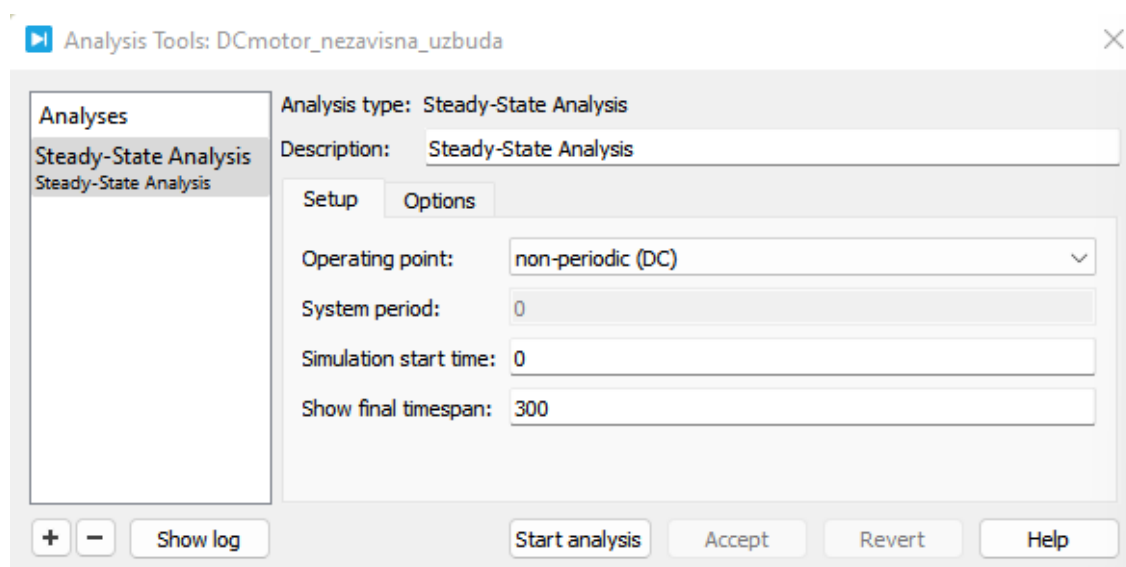 Analysis Tools: DCmotor_nezavisna_uzbuda
Analyses
Steady-State Analysis
Steady-State Analysis
Analysis type: Steady-State Analysis
Description: Steady-State Analysis
Setup Options
Operating point: non-periodic (DC)
System period: 0
Simulation start time: 0
Show final timespan: 300
+ − Show log Start analysis Accept Revert Help